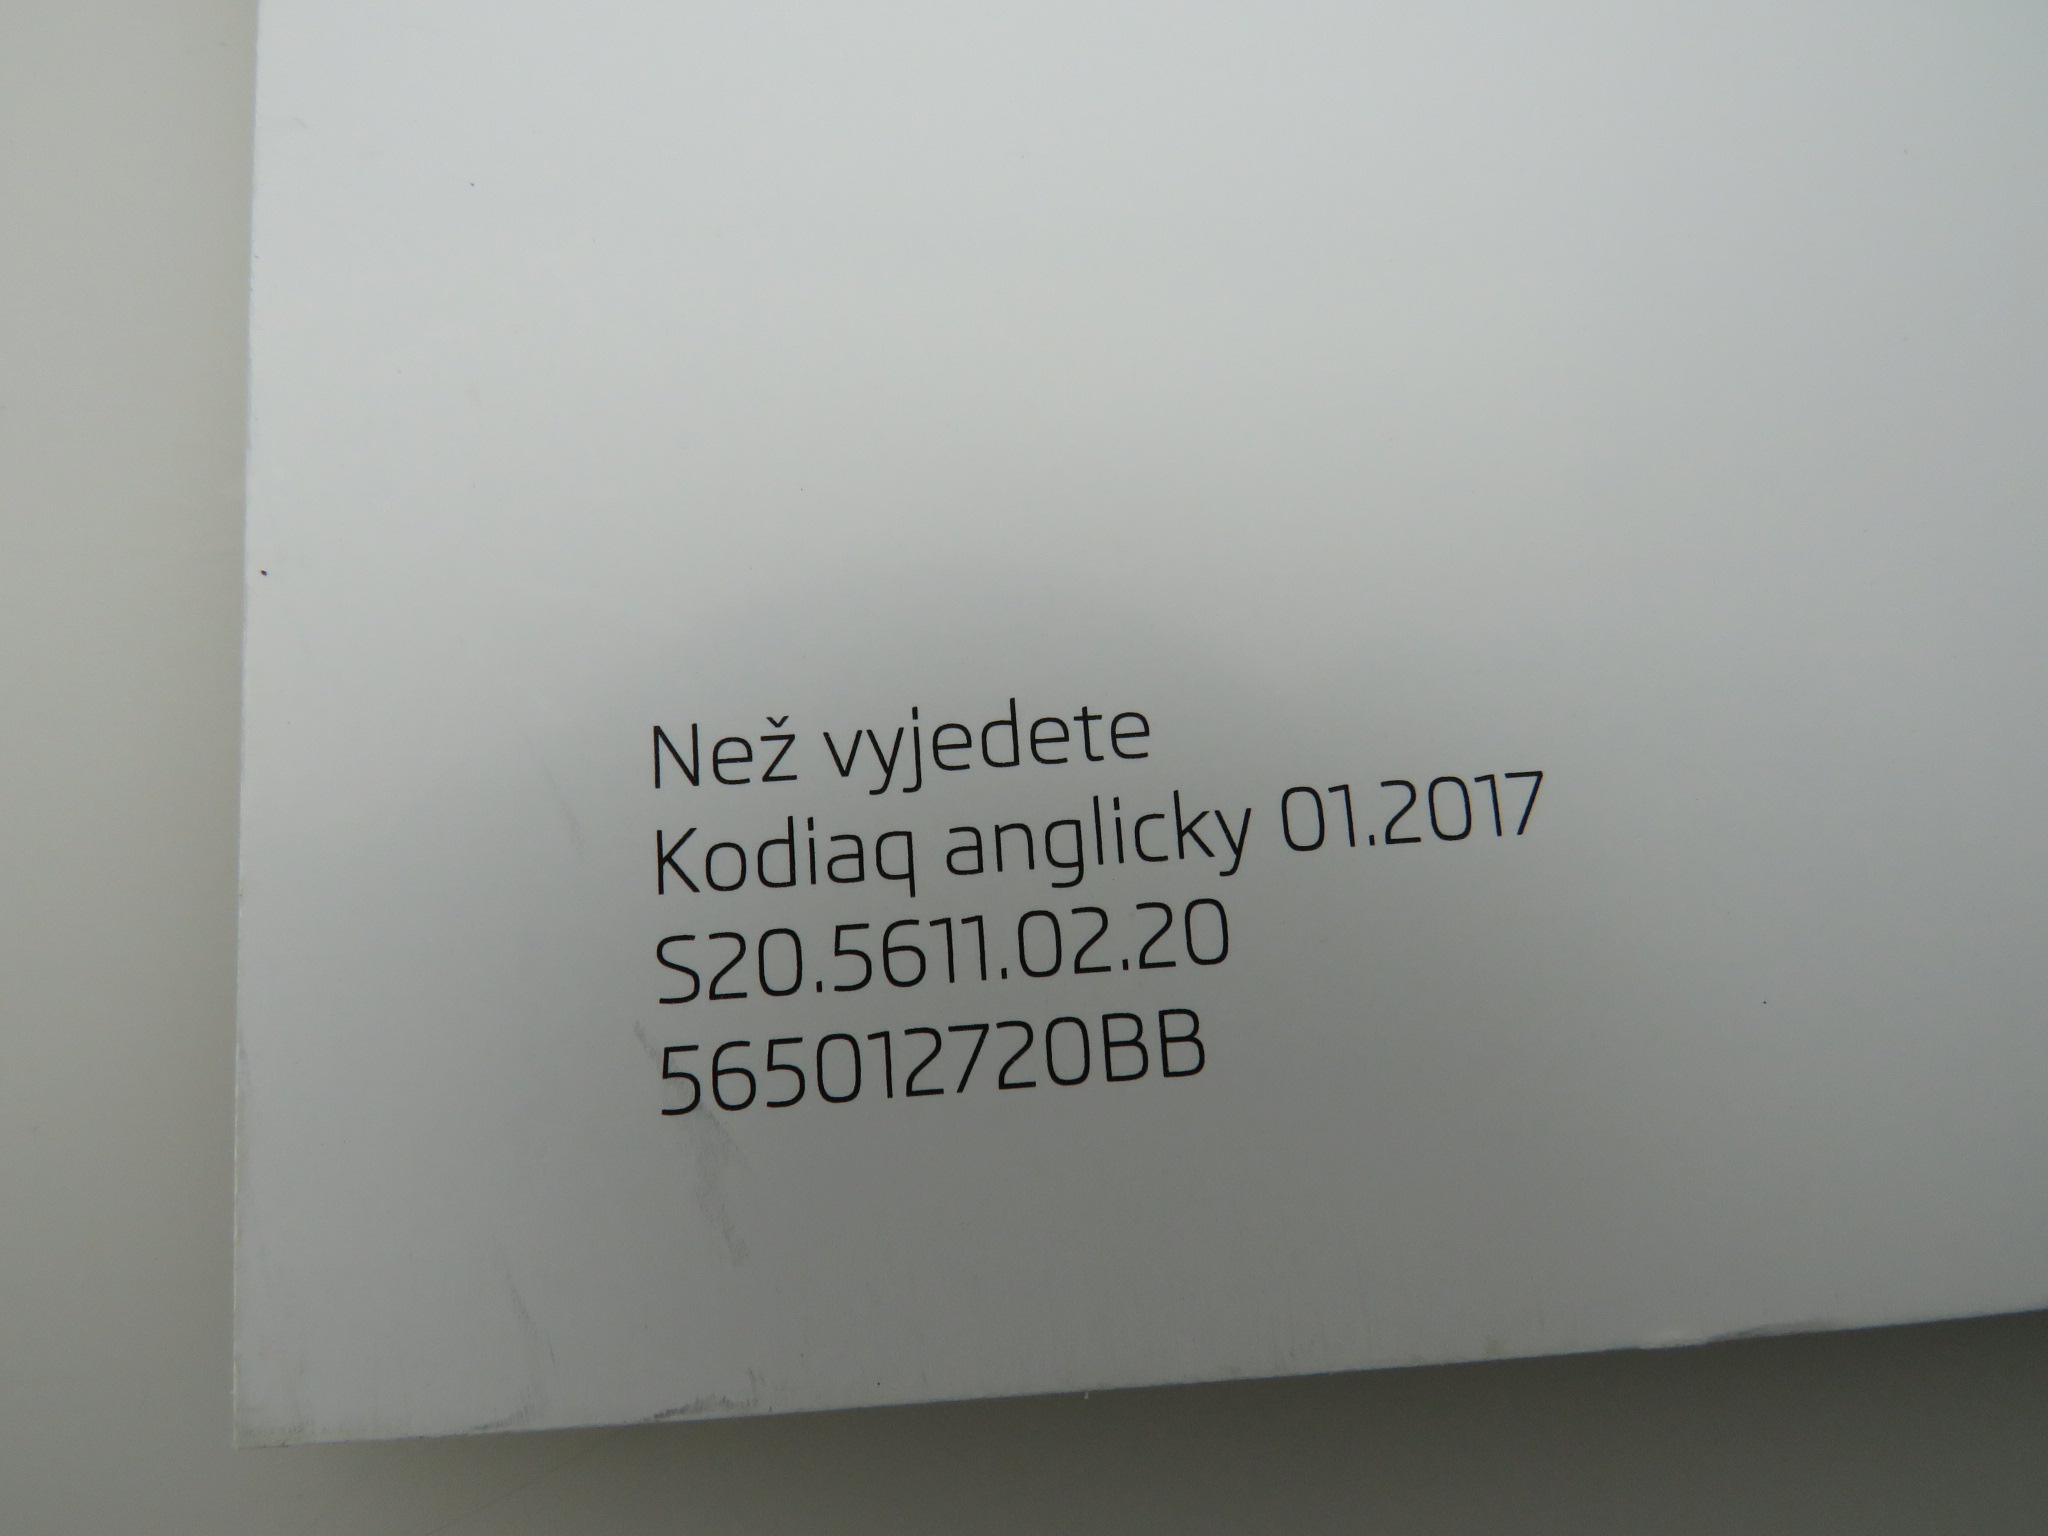 Než vyjedete
Kodiaq anglicky 01.2017
S20.5611.02.20
565012720BB